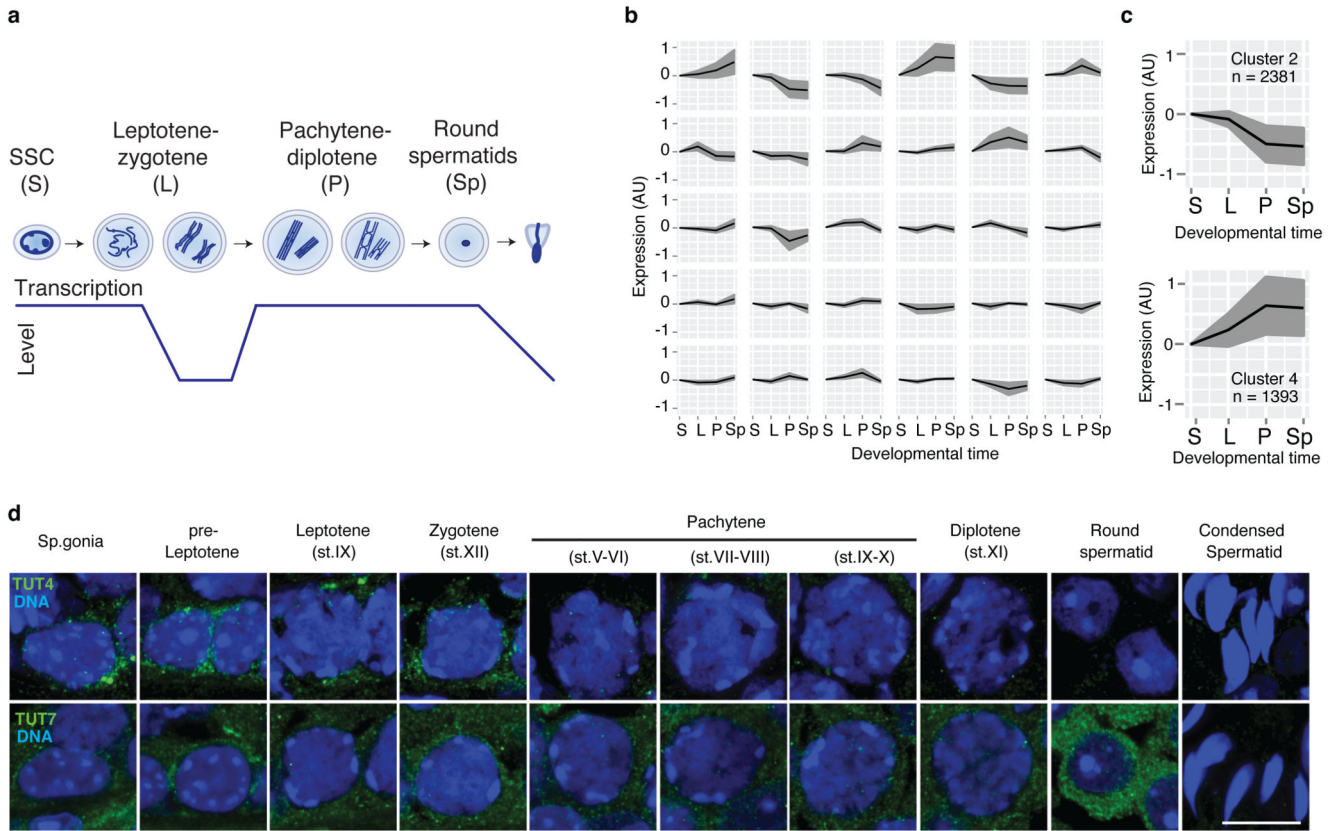 a
SSC
(S)
Leptotene-
zygotene
(L)
Pachytene-
diplotene
(P)
Round
spermatids
(Sp)
Transcription
Level
b
Expression (AU)
1
0
-1
1
0
-1
1
0
-1
1
0
-1
1
0
-1
S L P Sp S L P Sp S L P Sp S L P Sp S L P Sp S L P Sp
Developmental time
c
Expression (AU)
1
0
-1
Cluster 2
n = 2381
S L P Sp
Developmental time
Expression (AU)
1
0
-1
Cluster 4
n = 1393
S L P Sp
Developmental time
d
Sp.gonia
pre-
Leptotene
Leptotene
(st.IX)
Zygotene
(st.XII)
Pachytene
(st.V-VI) (st.VII-VIII) (st.IX-X)
Diplotene
(st.XI)
Round
spermatid
Condensed
Spermatid
TUT4
DNA
TUT7
DNA